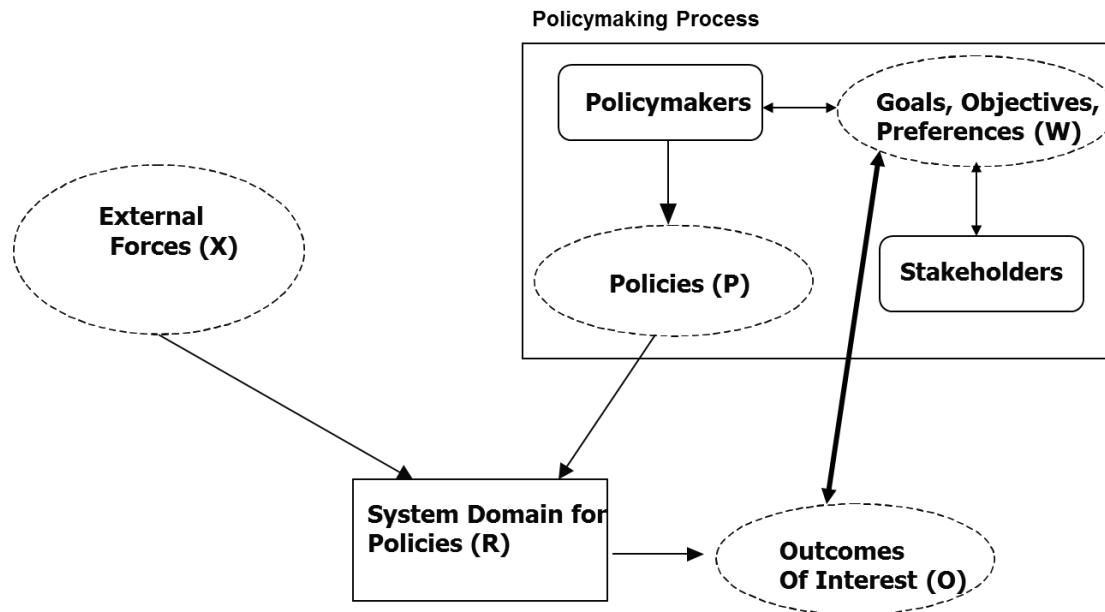 Policymaking Process
Policymakers
Goals, Objectives,
Preferences (W)
External
Forces (X)
Policies (P)
Stakeholders
System Domain for
Policies (R)
Outcomes
Of Interest (O)